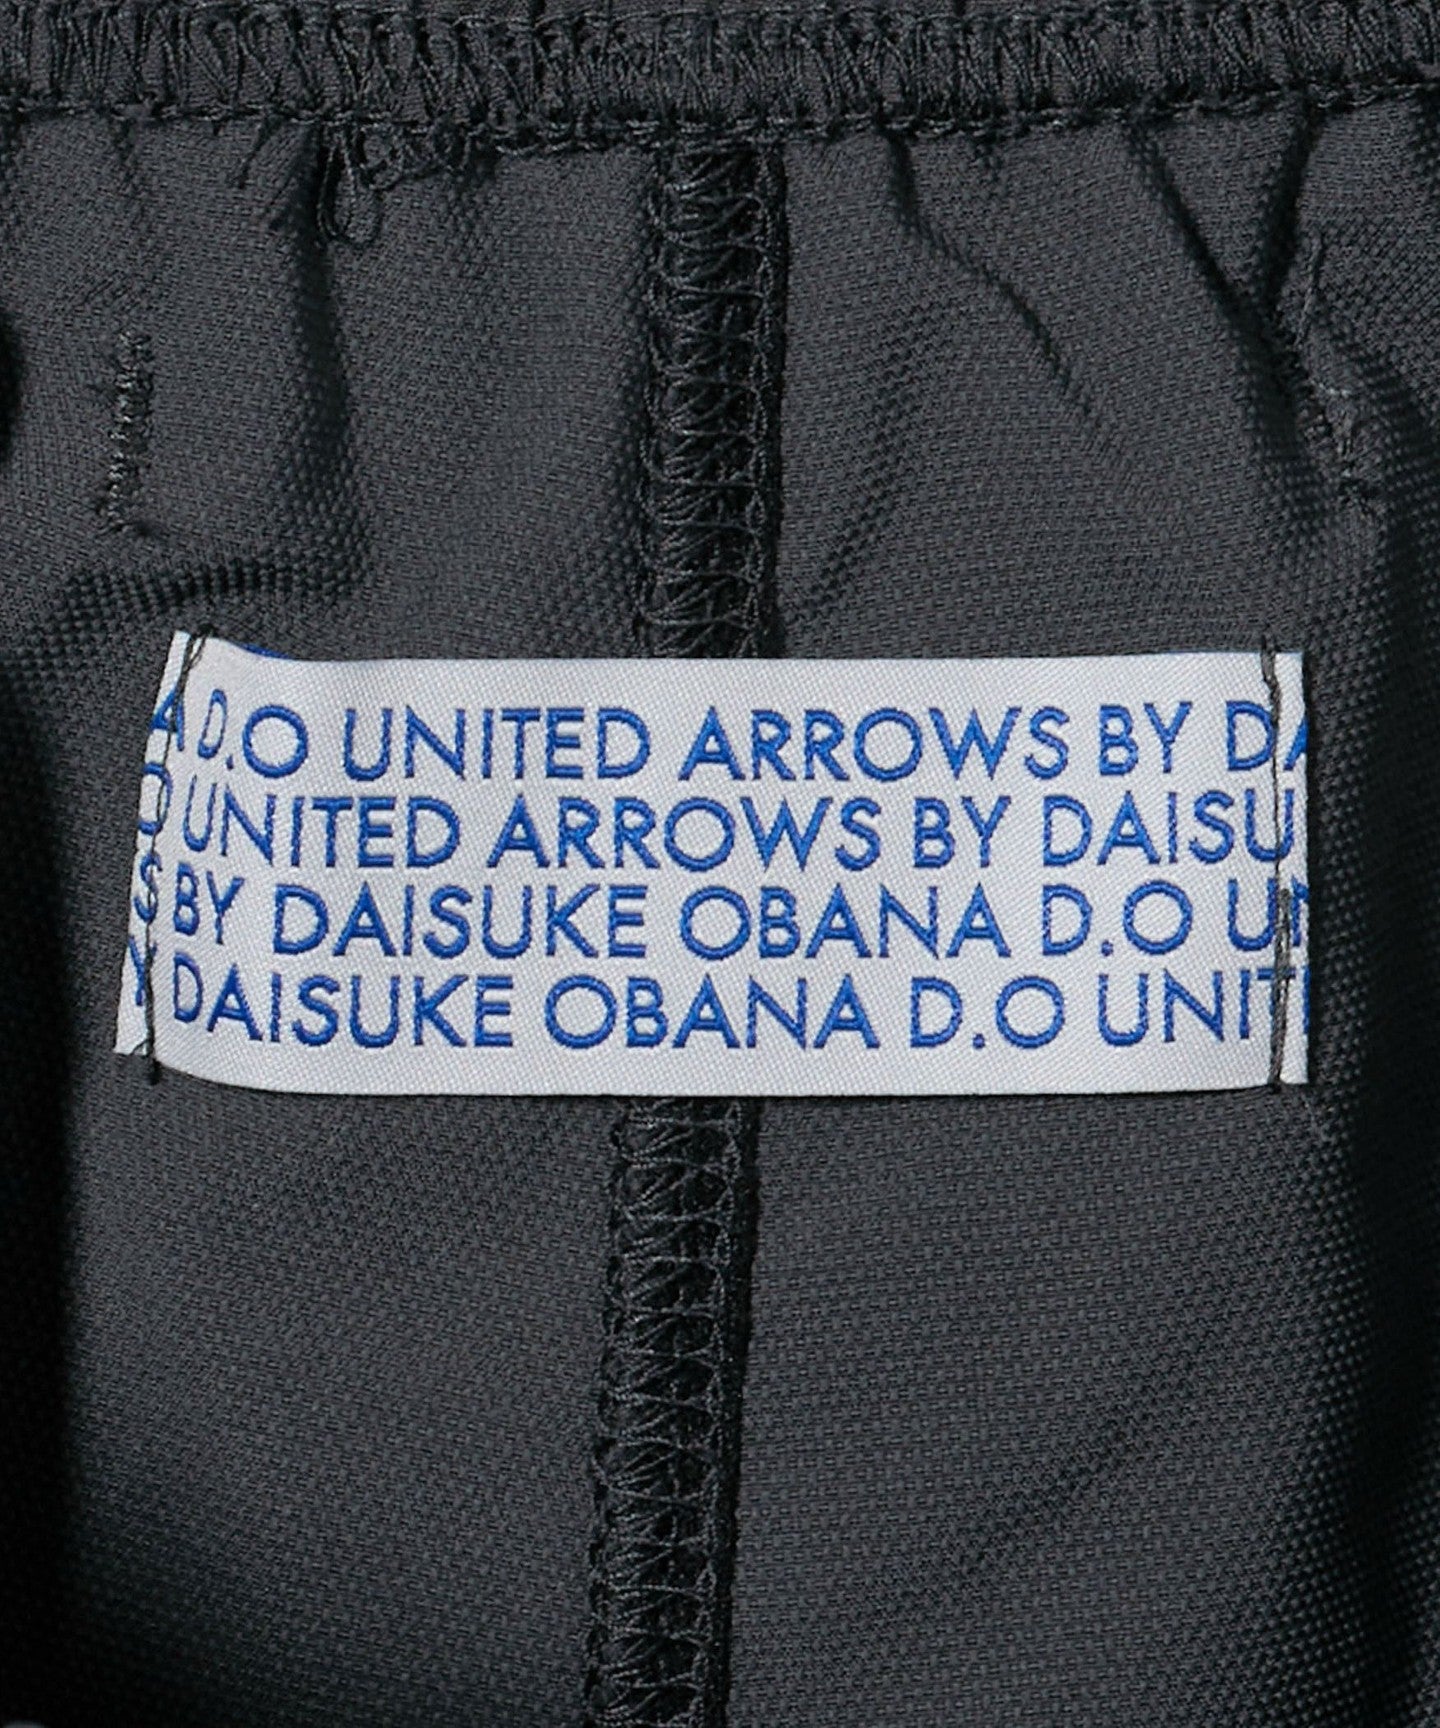 A D.O UNITED ARROWS BY DA
O UNITED ARROWS BY DAISU
S BY DAISUKE OBANA D.O UN
Y DAISUKE OBANA D.O UNIT